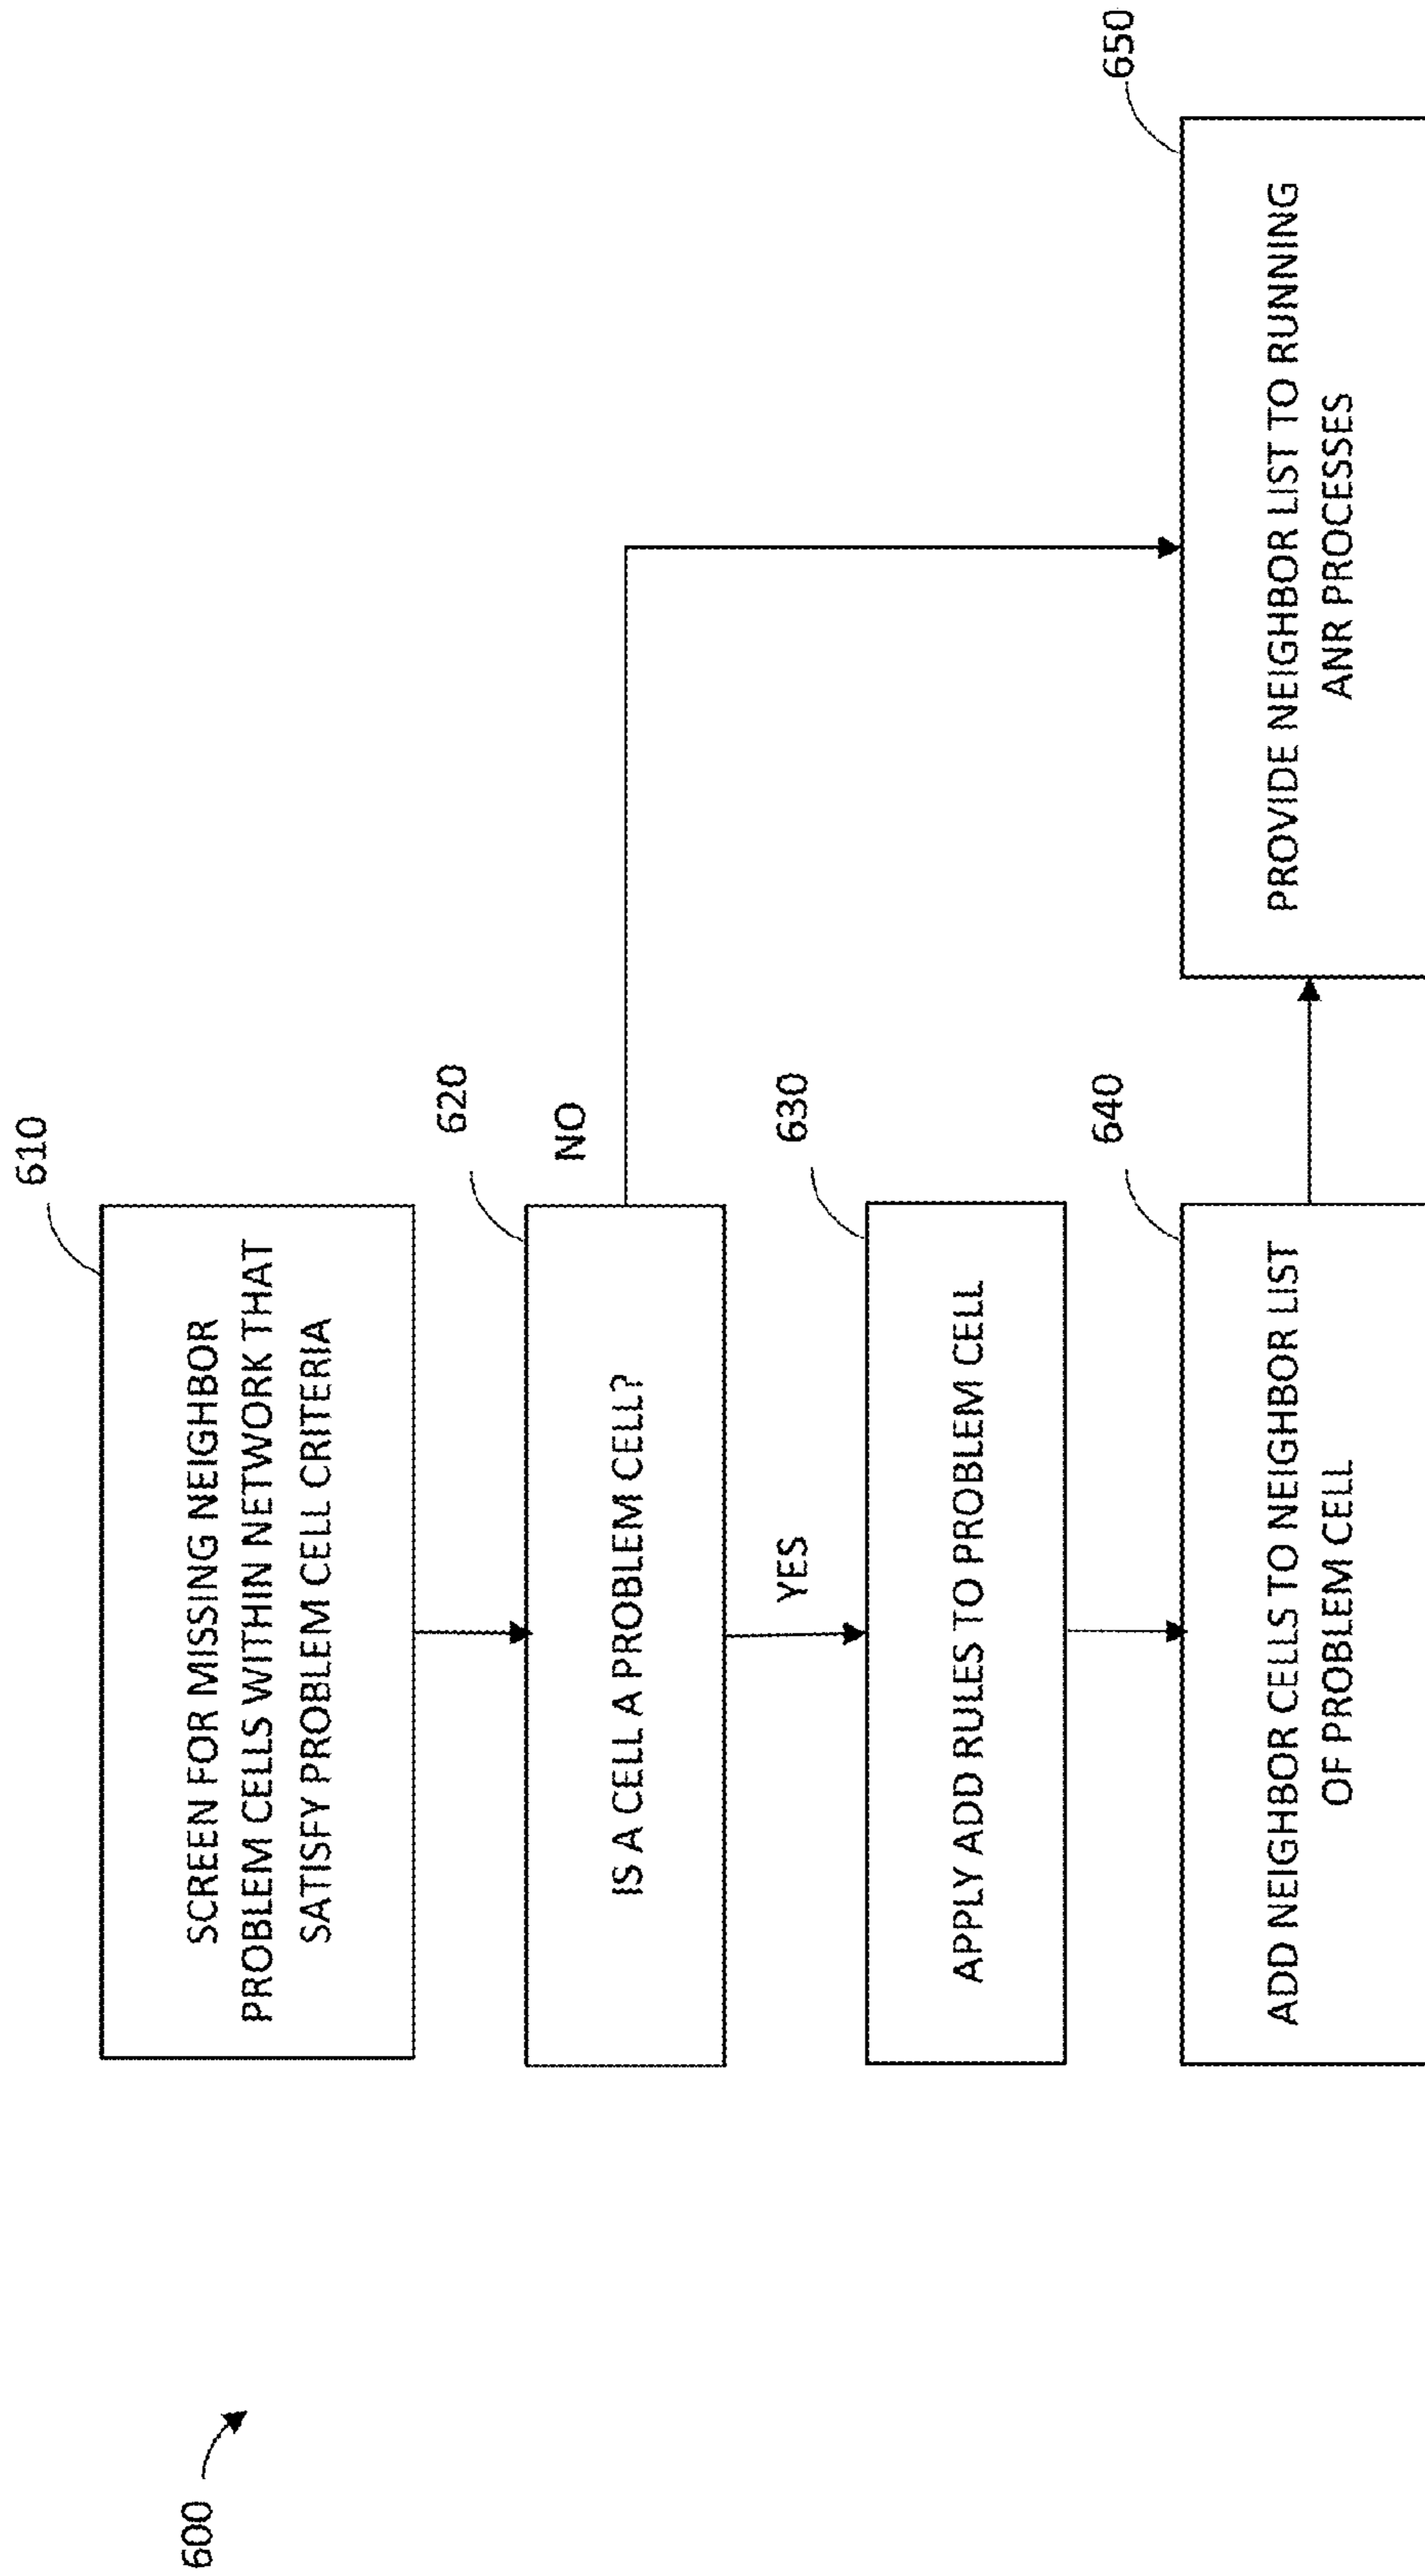 600
610
SCREEN FOR MISSING NEIGHBOR
PROBLEM CELLS WITHIN NETWORK THAT
SATISFY PROBLEM CELL CRITERIA
620
IS A CELL A PROBLEM CELL?
NO
YES
630
APPLY ADD RULES TO PROBLEM CELL
640
ADD NEIGHBOR CELLS TO NEIGHBOR LIST
OF PROBLEM CELL
650
PROVIDE NEIGHBOR LIST TO RUNNING
ANR PROCESSES